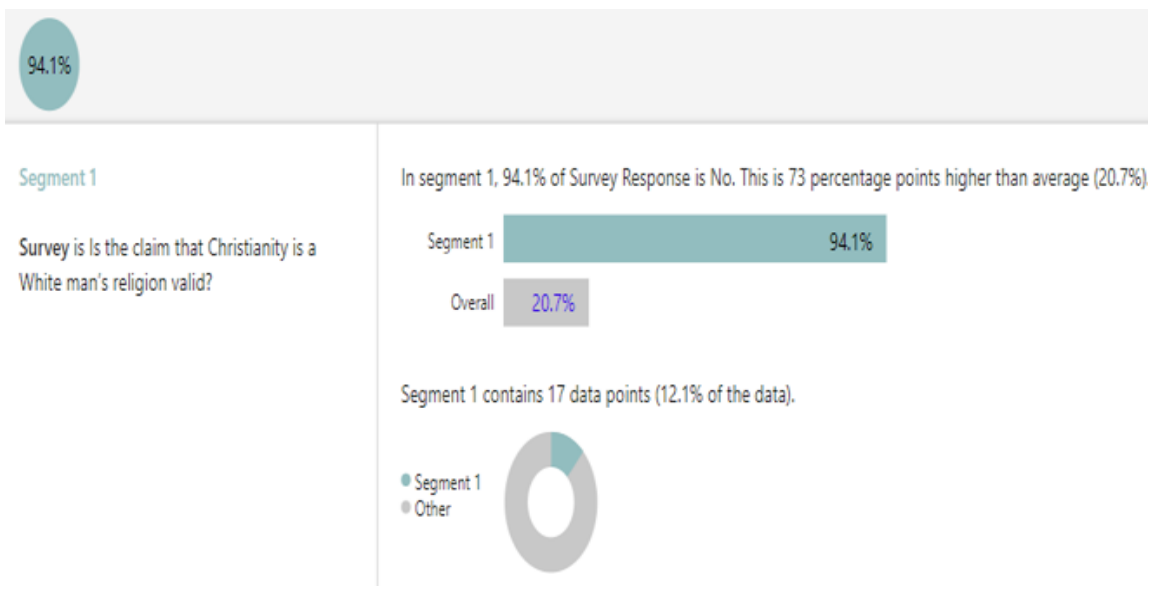 94.1%
Segment 1
Survey is Is the claim that Christianity is a
White man's religion valid?
In segment 1, 94.1% of Survey Response is No. This is 73 percentage points higher than average (20.7%).
Segment 1 94.1%
Overall 20.7%
Segment 1 contains 17 data points (12.1% of the data).
Segment 1
Other